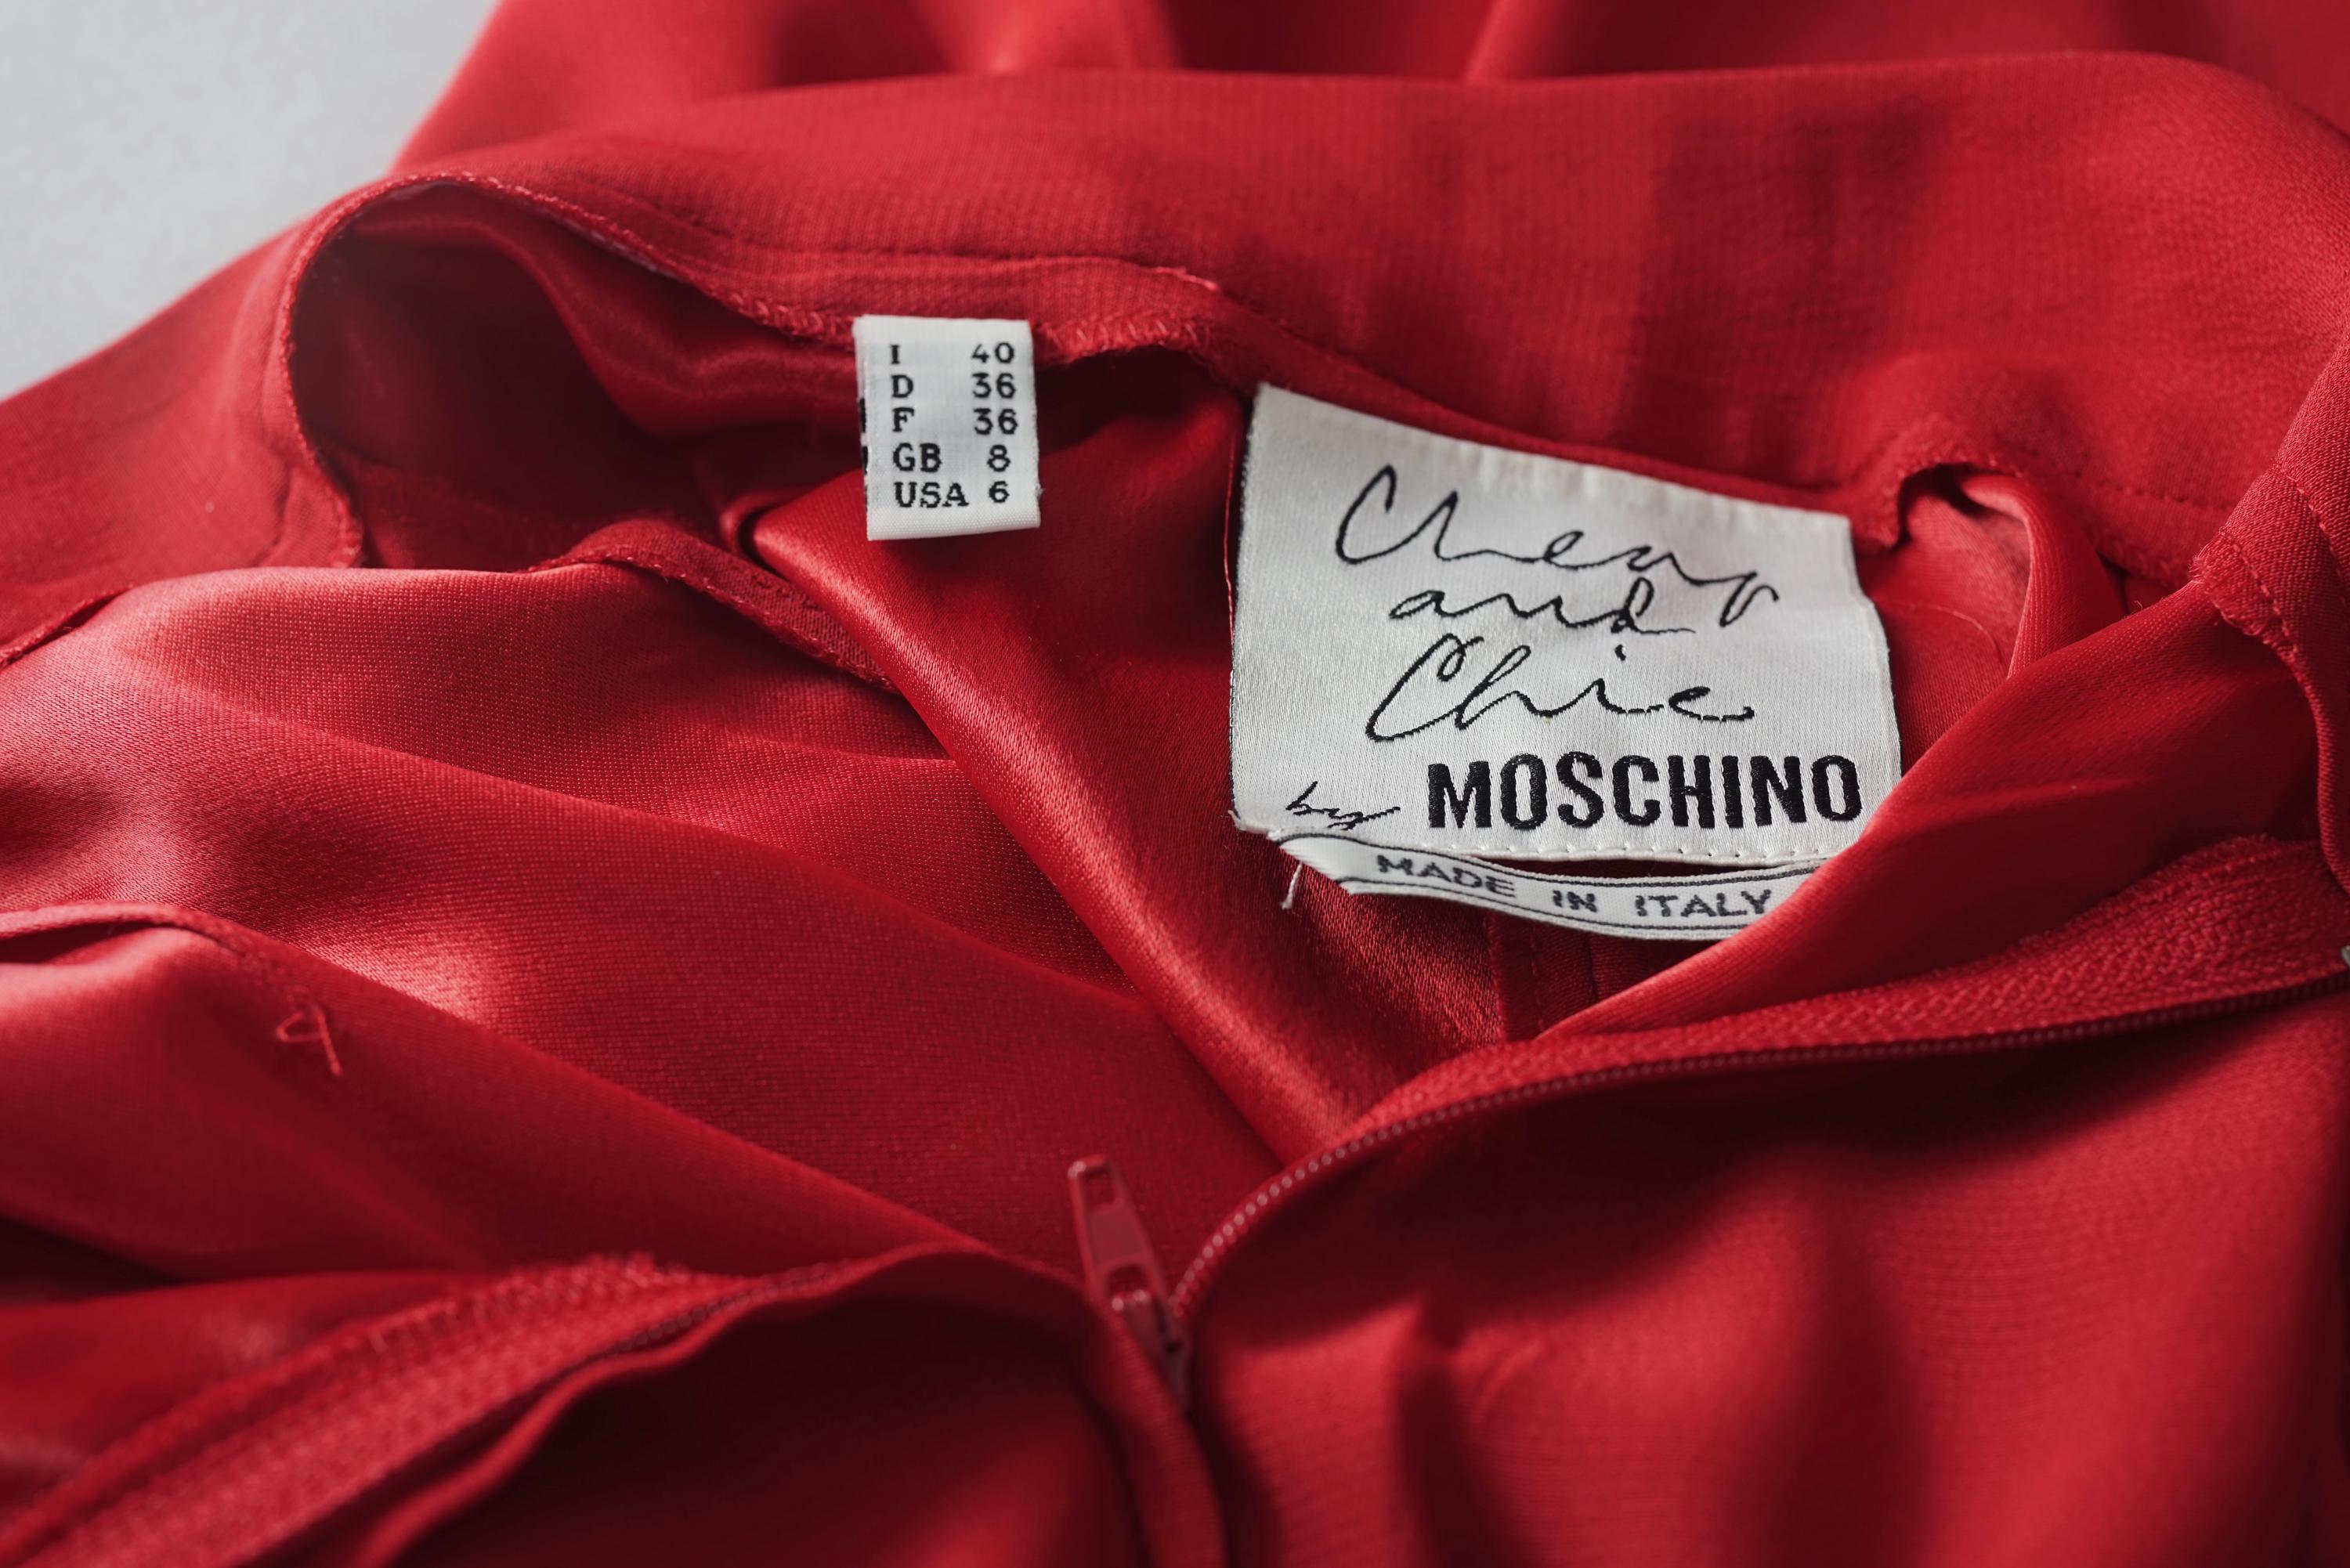 I 40
D 36
F 36
GB 8
USA 6
Cheap
and
Chic
by MOSCHINO
MADE IN ITALY